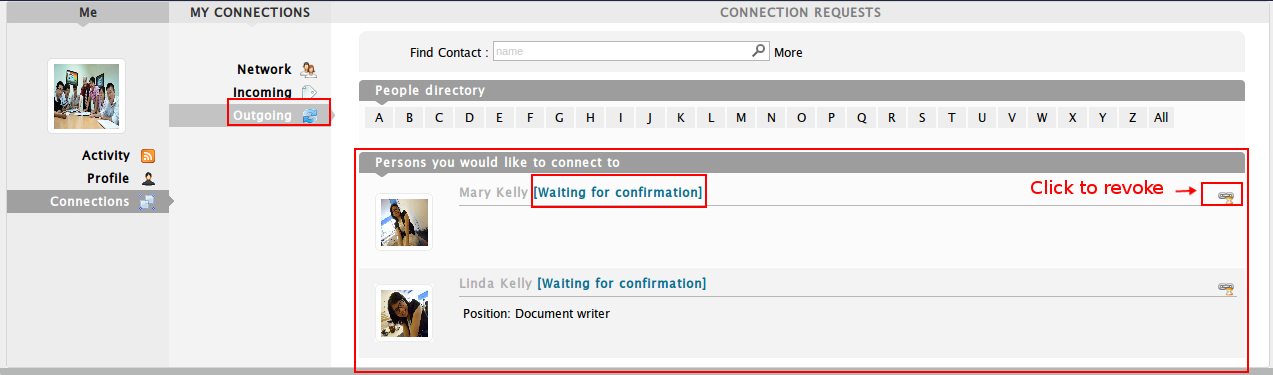 Me
MY CONNECTIONS
CONNECTION REQUESTS
Find Contact : name More
Network
Incoming
Outgoing
People directory
A B C D E F G H I J K L M N O P Q R S T U V W X Y Z All
Activity
Profile
Connections
Persons you would like to connect to
Mary Kelly [Waiting for confirmation]
Click to revoke
Linda Kelly [Waiting for confirmation]
Position: Document writer